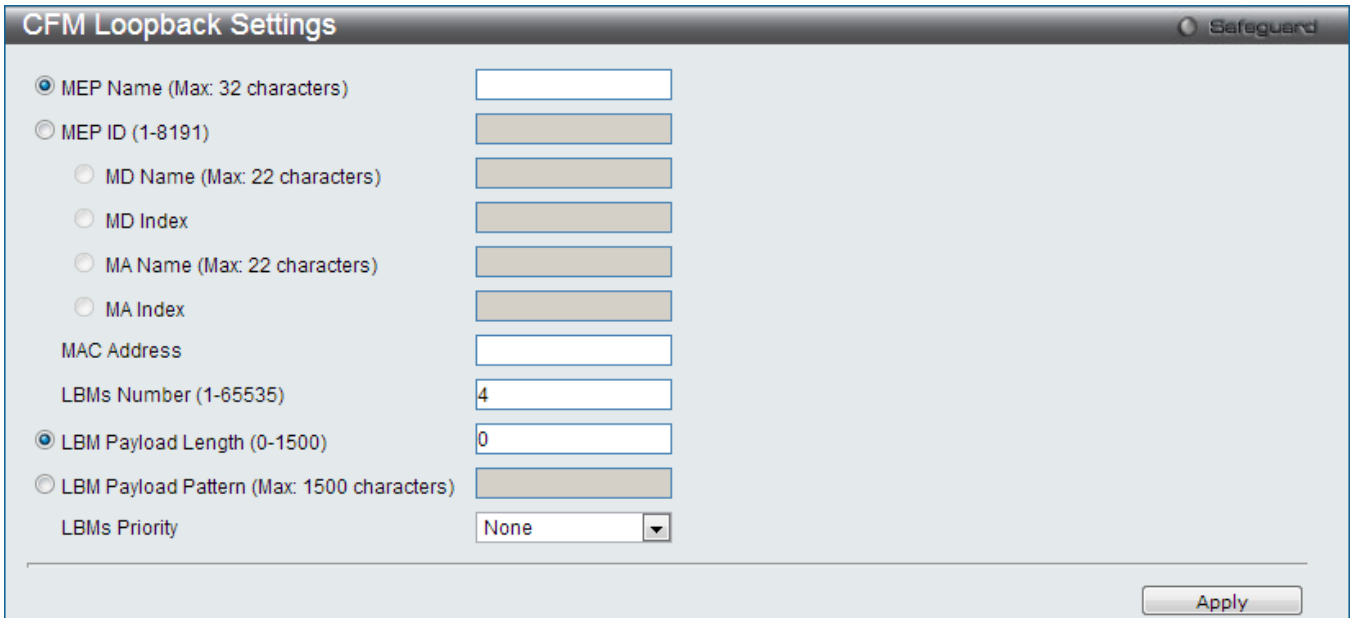 CFM Loopback Settings
Safeguard
MEP Name (Max: 32 characters)
MEP ID (1-8191)
MD Name (Max: 22 characters)
MD Index
MA Name (Max: 22 characters)
MA Index
MAC Address
LBMs Number (1-65535) 4
LBM Payload Length (0-1500) 0
LBM Payload Pattern (Max: 1500 characters)
LBMs Priority None
Apply